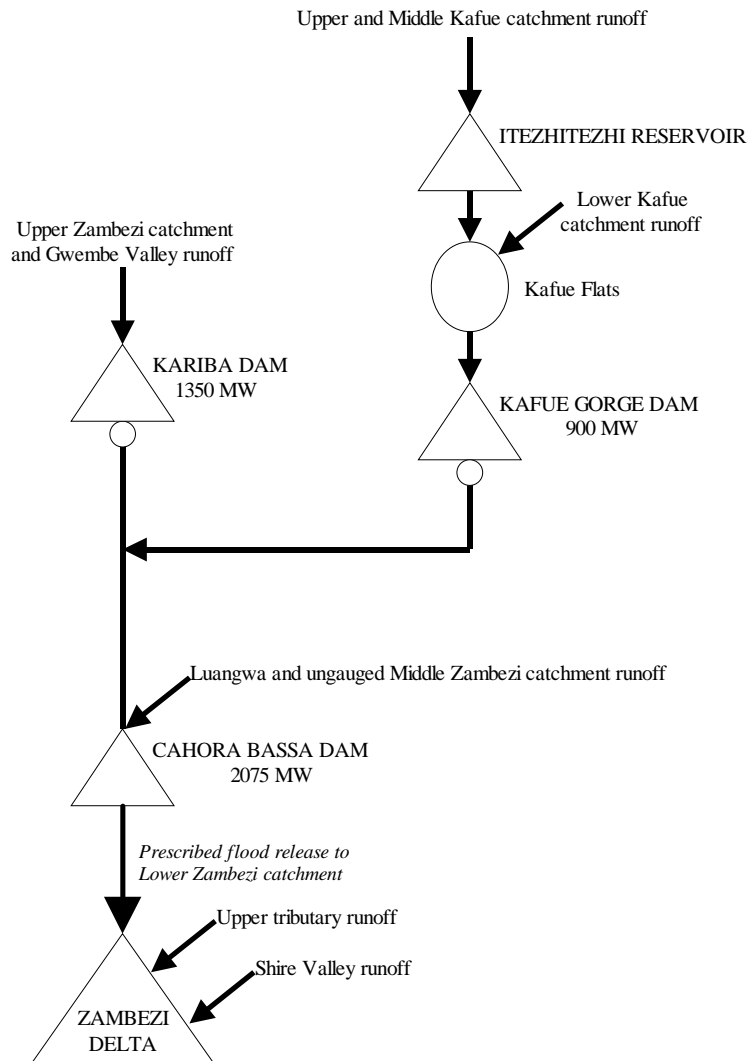 Upper and Middle Kafue catchment runoff
ITEZHITEZHI RESERVOIR
Lower Kafue
catchment runoff
Upper Zambezi catchment
and Gwembe Valley runoff
Kafue Flats
KARIBA DAM
1350 MW
KAFUE GORGE DAM
900 MW
Luangwa and ungauged Middle Zambezi catchment runoff
CAHORA BASSA DAM
2075 MW
Prescribed flood release to
Lower Zambezi catchment
Upper tributary runoff
Shire Valley runoff
ZAMBEZI
DELTA